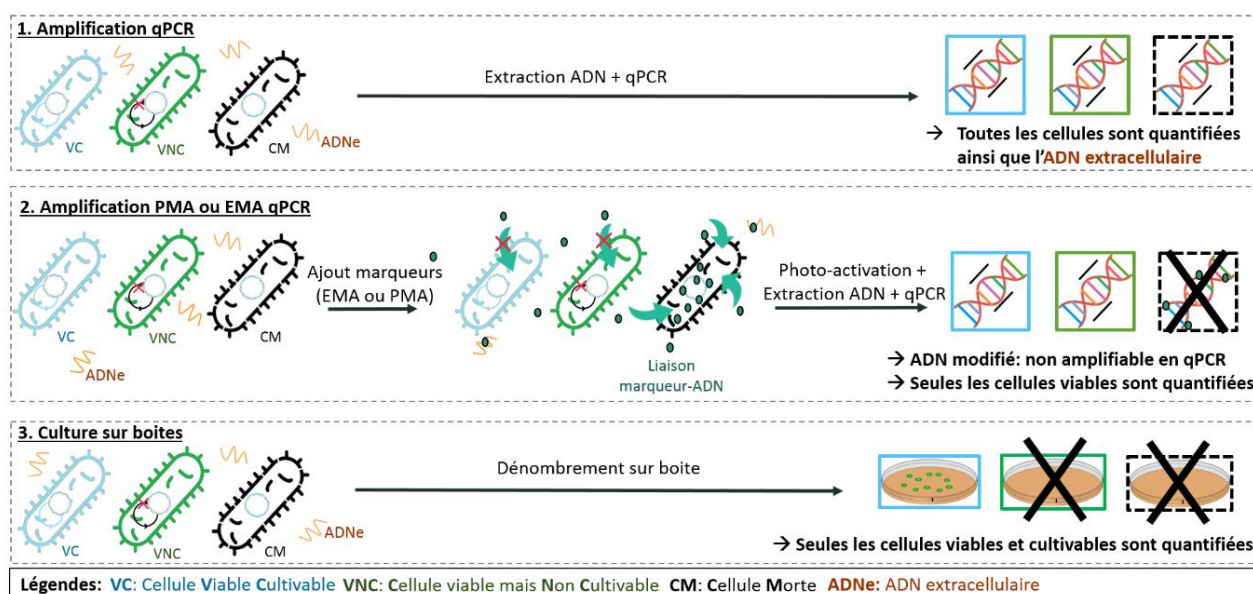 1. Amplification qPCR
VC
VNC
CM
ADNe
Extraction ADN + qPCR
→ Toutes les cellules sont quantifiées
ainsi que l'ADN extracellulaire
2. Amplification PMA ou EMA qPCR
VC
VNC
CM
ADNe
Ajout marqueurs
(EMA ou PMA)
Liaison
marqueur-ADN
Photo-activation +
Extraction ADN + qPCR
→ ADN modifié: non amplifiable en qPCR
→ Seules les cellules viables sont quantifiées
3. Culture sur boites
VC
VNC
CM
ADNe
Dénombrement sur boite
→ Seules les cellules viables et cultivables sont quantifiées
Légendes: VC: Cellule Viable Cultivable VNC: Cellule viable mais Non Cultivable CM: Cellule Morte ADNe: ADN extracellulaire